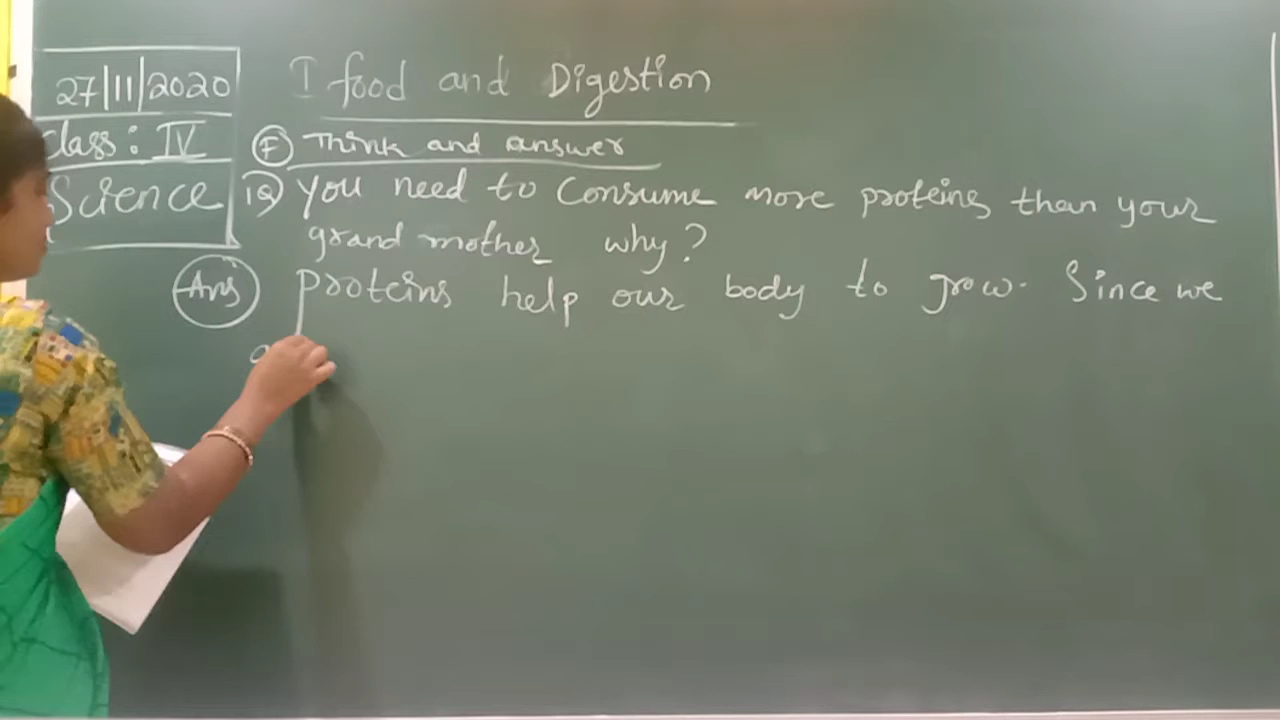 27/11/2020
Class: IV
Science
I food and Digestion
F Think and answer
1Q You need to Consume more proteins than your
grand mother why?
Ans Proteins help our body to grow. Since we